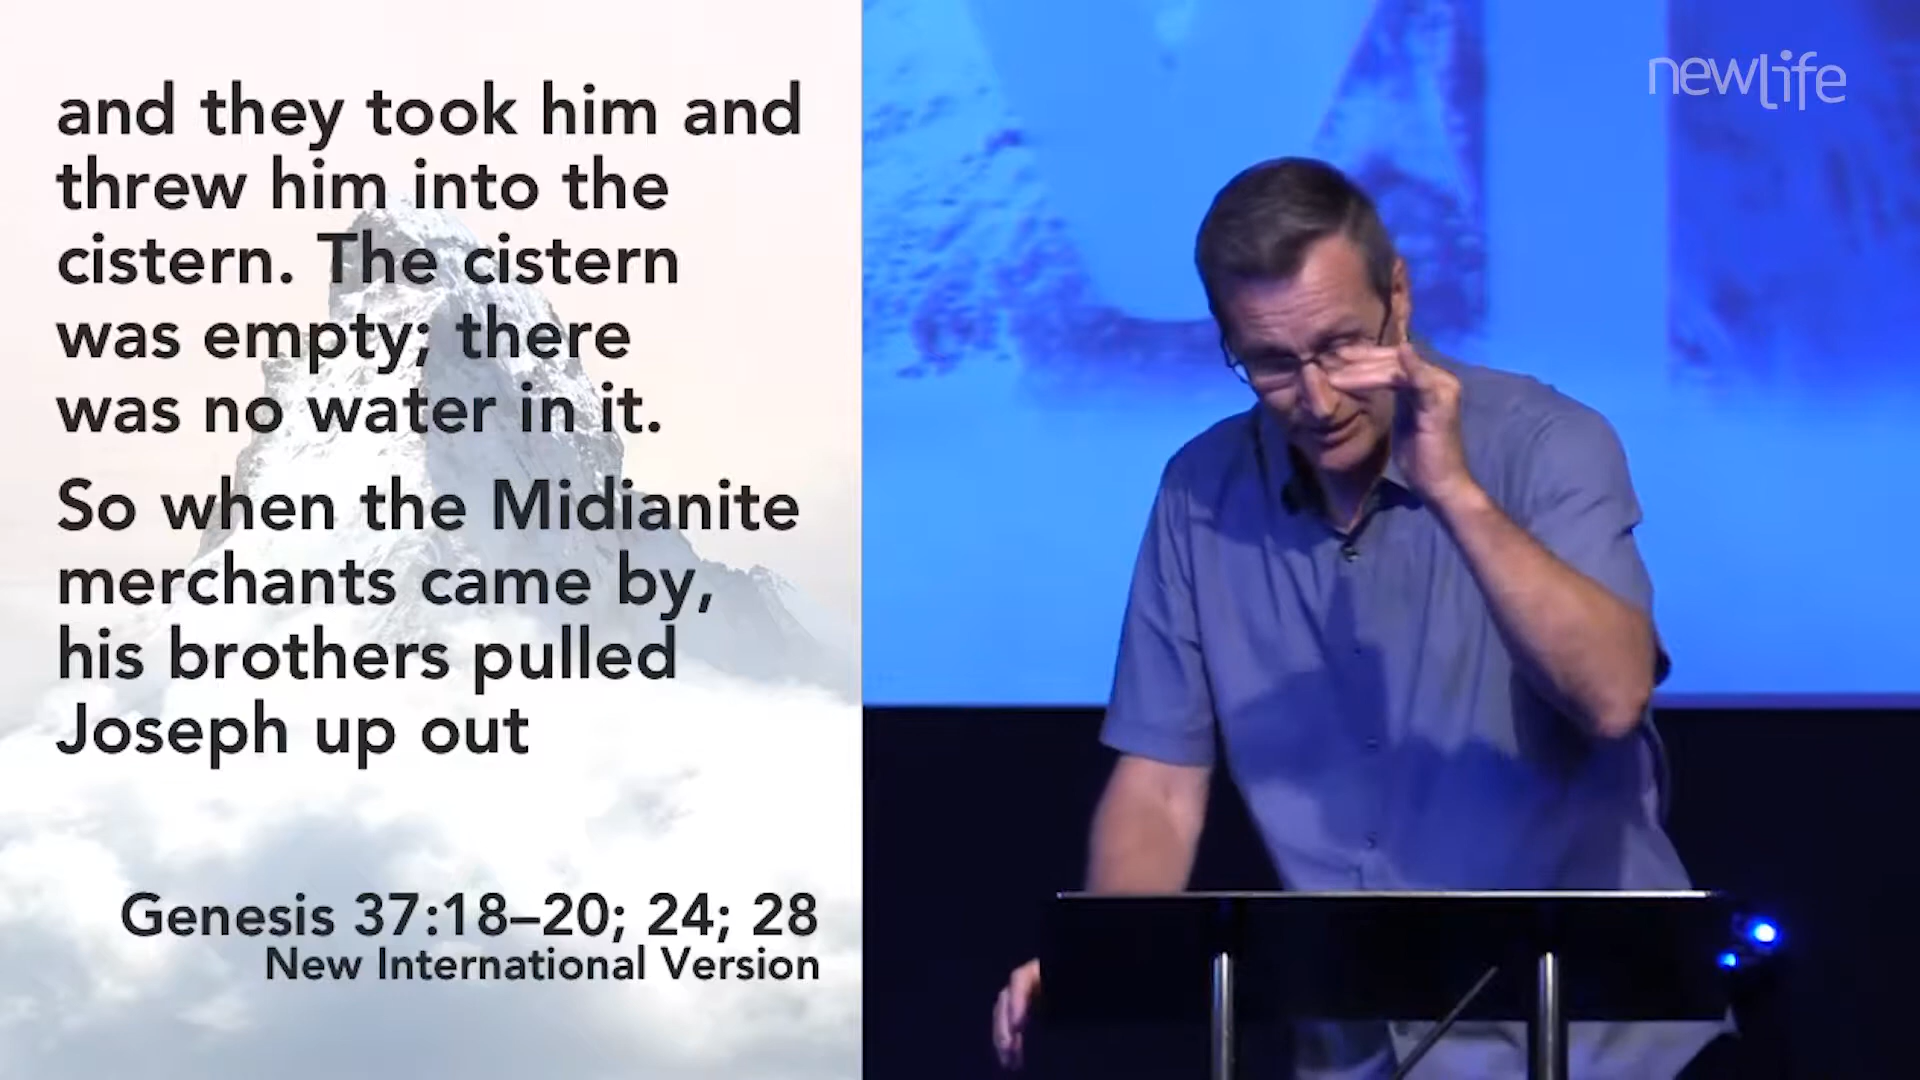 and they took him and
threw him into the
cistern. The cistern
was empty; there
was no water in it.
So when the Midianite
merchants came by,
his brothers pulled
Joseph up out
Genesis 37:18–20; 24; 28
New International Version
newlife